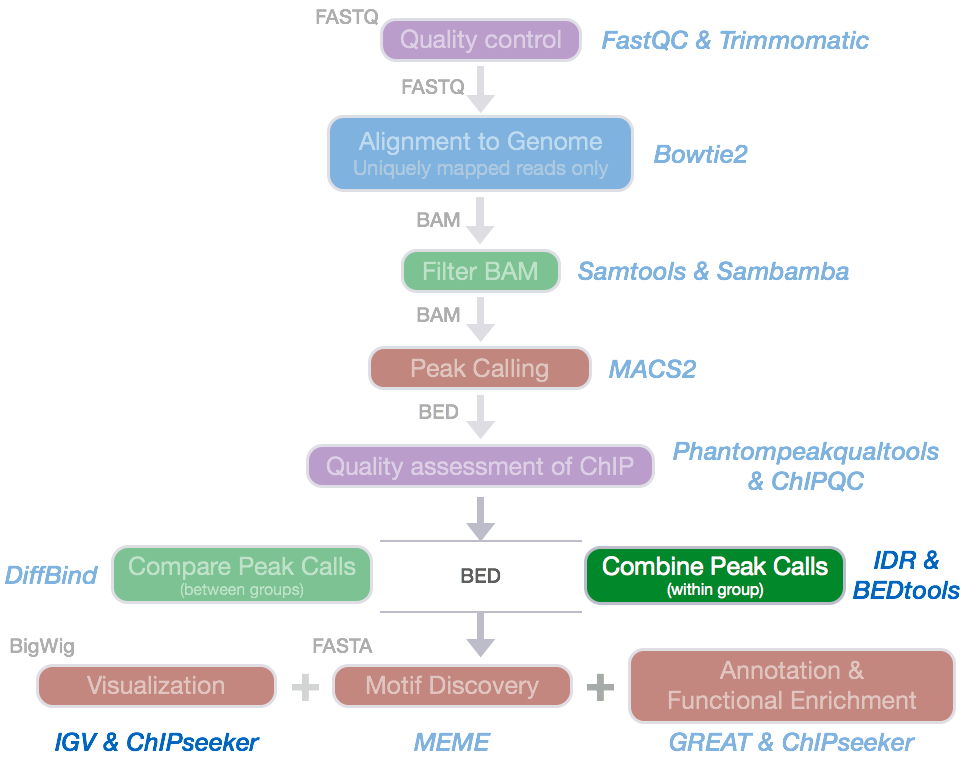 FASTQ
Quality control
FastQC & Trimmomatic
FASTQ
Alignment to Genome
Uniquely mapped reads only
Bowtie2
BAM
Filter BAM
Samtools & Sambamba
BAM
Peak Calling
MACS2
BED
Quality assessment of ChIP
Phantompeakqualtools
& ChIPQC
DiffBind
Compare Peak Calls
(between groups)
BED
Combine Peak Calls
(within group)
IDR &
BEDtools
BigWig
Visualization
IGV & ChIPseeker
+
FASTA
Motif Discovery
MEME
+
Annotation &
Functional Enrichment
GREAT & ChIPseeker